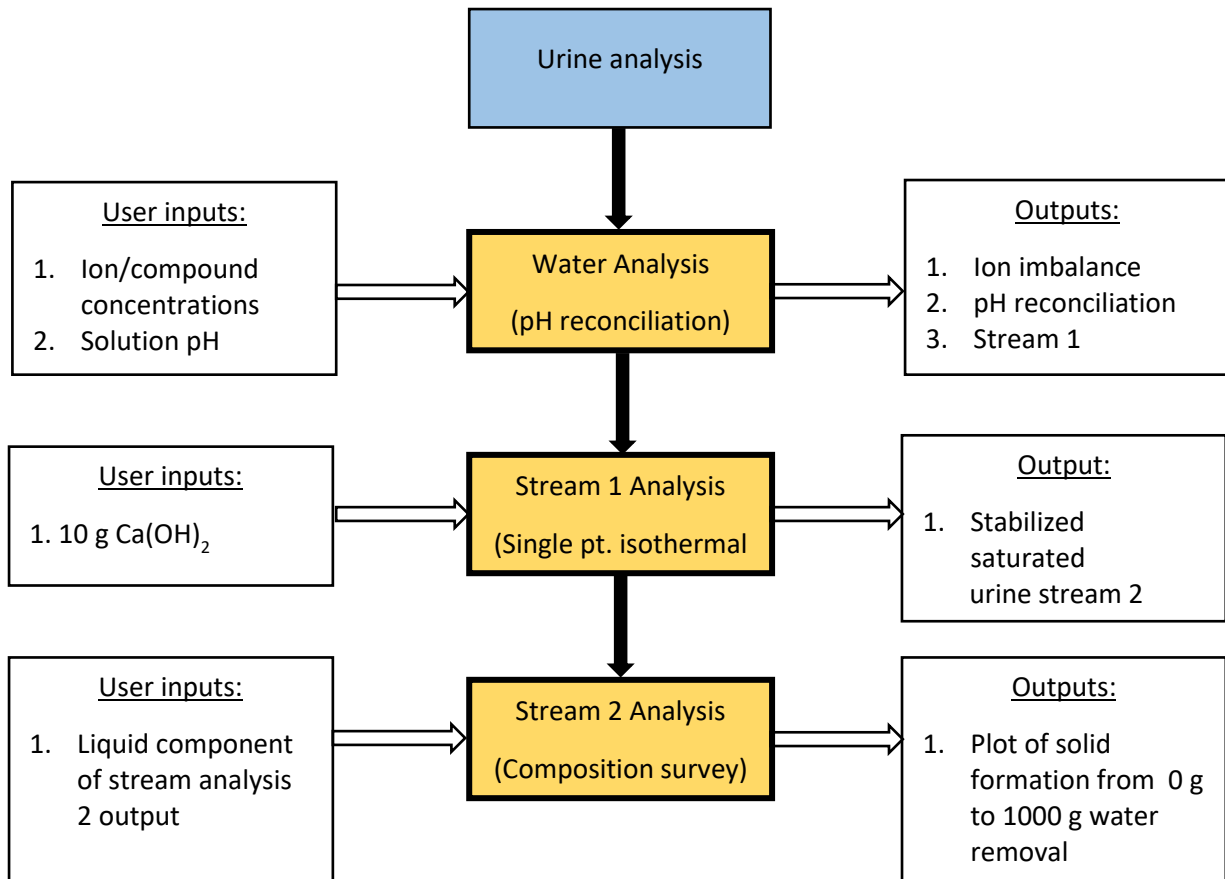 Urine analysis
User inputs:
1. Ion/compound
concentrations
2. Solution pH
Water Analysis
(pH reconciliation)
Outputs:
1. Ion imbalance
2. pH reconciliation
3. Stream 1
User inputs:
1. 10 g Ca(OH)₂
Stream 1 Analysis
(Single pt. isothermal
Output:
1. Stabilized
saturated
urine stream 2
User inputs:
1. Liquid component
of stream analysis
2 output
Stream 2 Analysis
(Composition survey)
Outputs:
1. Plot of solid
formation from 0 g
to 1000 g water
removal